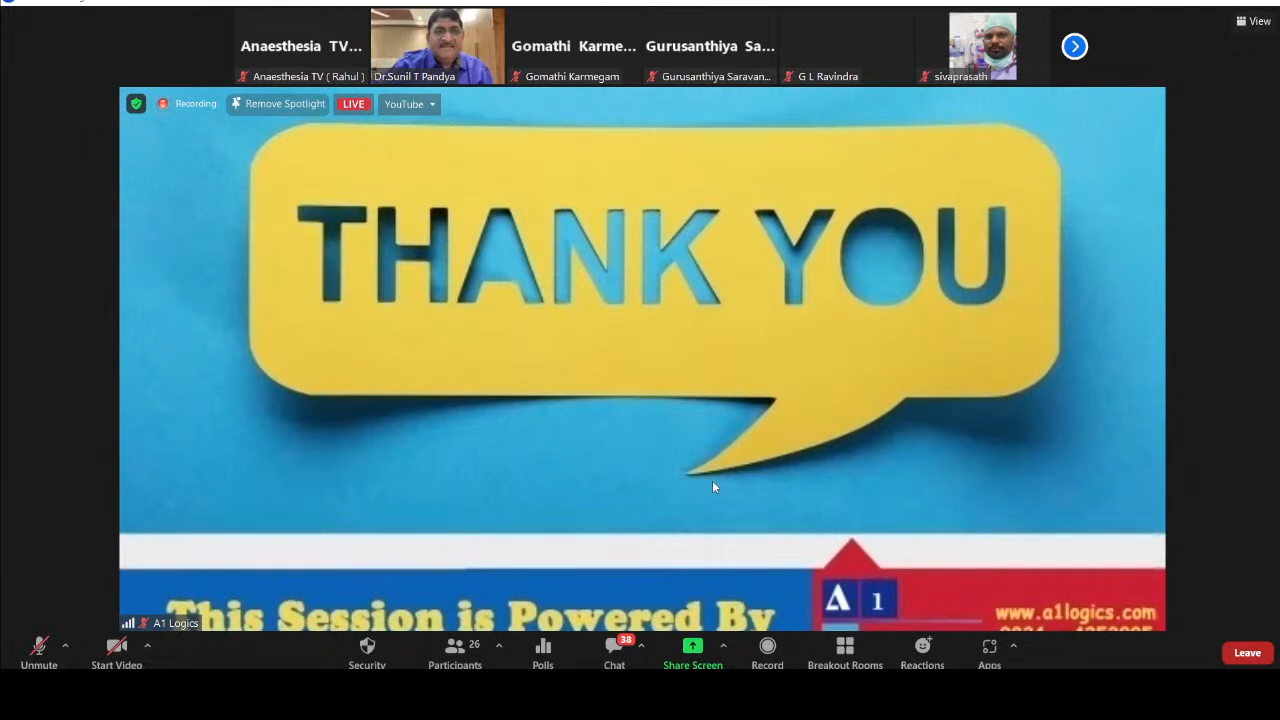 View
Anaesthesia TV...
Gomathi Karme...
Gurusanthiya Sa...
Anaesthesia TV ( Rahul )
Dr.Sunil T Pandya
Gomathi Karmegam
Gurusanthiya Saravan...
G L Ravindra
sivaprasath
Recording
Remove Spotlight
LIVE
YouTube
THANK YOU
This Session is Powered By
A 1
www.a1logics.com
A1 Logics
Unmute
Start Video
Security
26
Participants
Polls
38
Chat
Share Screen
Record
Breakout Rooms
Reactions
Apps
Leave